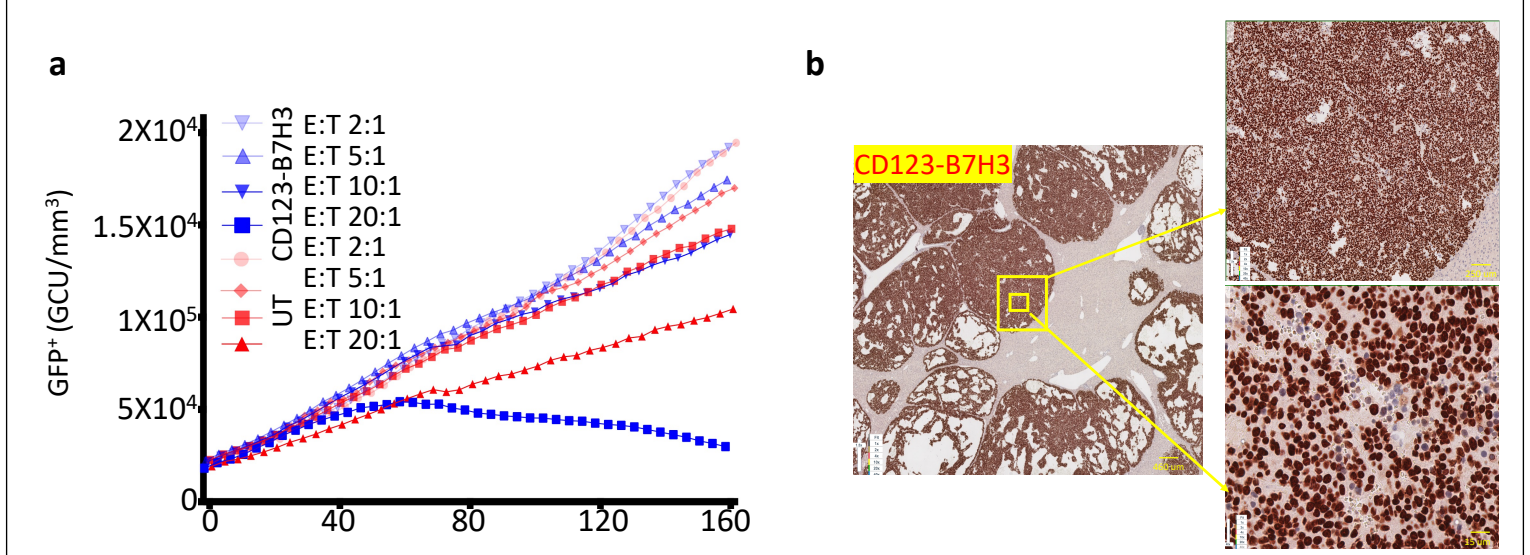 a
GFP⁺ (GCU/mm³)
2X10⁴
1.5X10⁴
1X10⁵
5X10⁴
0
0 40 80 120 160
CD123-B7H3
E:T 2:1
E:T 5:1
E:T 10:1
E:T 20:1
UT
E:T 2:1
E:T 5:1
E:T 10:1
E:T 20:1
b
CD123-B7H3